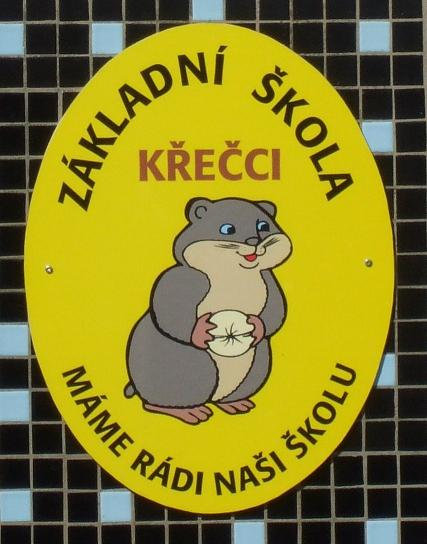 ZÁKLADNÍ ŠKOLA
KŘEČCI
MÁME RÁDI NAŠI ŠKOLU